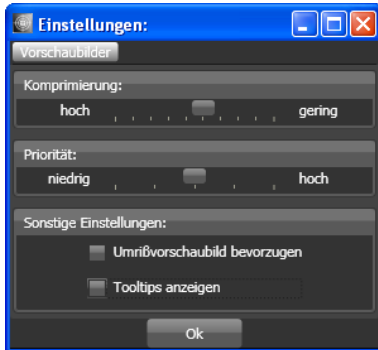 Einstellungen:
Vorschaubilder
Komprimierung:
hoch gering
Priorität:
niedrig hoch
Sonstige Einstellungen:
Umrißvorschaubild bevorzugen
Tooltips anzeigen
Ok